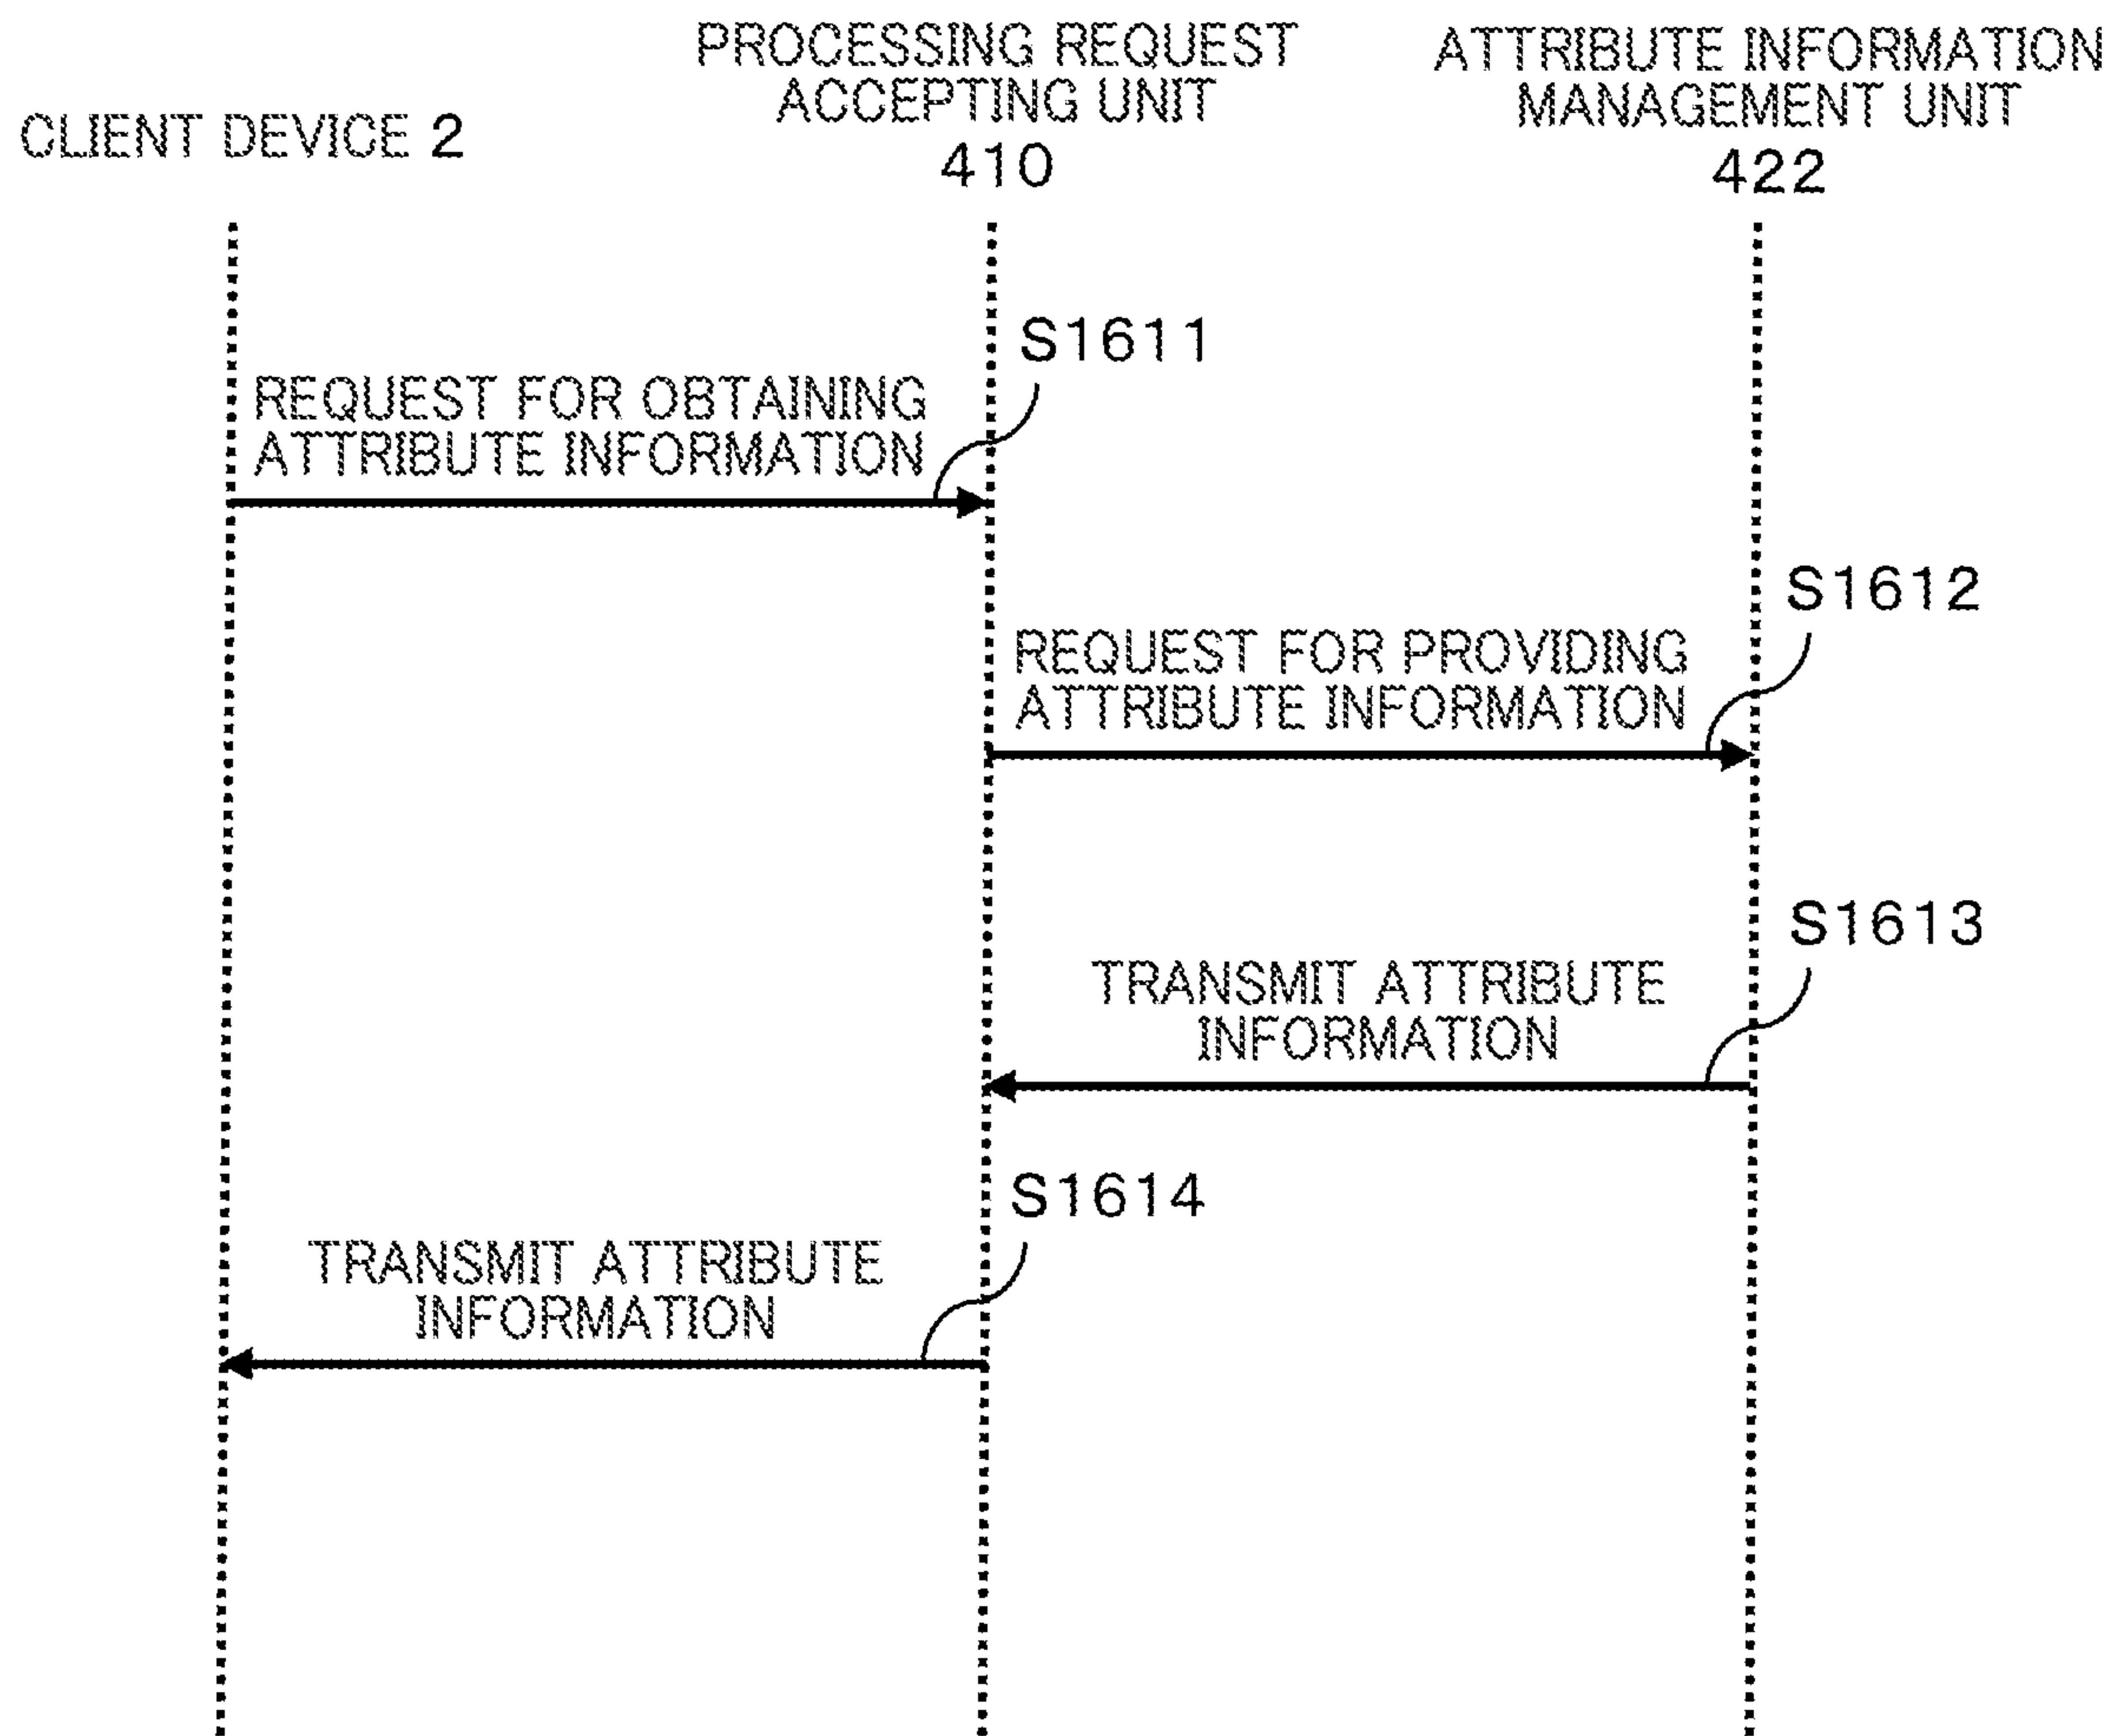 CLIENT DEVICE 2
PROCESSING REQUEST
ACCEPTING UNIT
410
ATTRIBUTE INFORMATION
MANAGEMENT UNIT
422
S1611
REQUEST FOR OBTAINING
ATTRIBUTE INFORMATION
S1612
REQUEST FOR PROVIDING
ATTRIBUTE INFORMATION
S1613
TRANSMIT ATTRIBUTE
INFORMATION
S1614
TRANSMIT ATTRIBUTE
INFORMATION